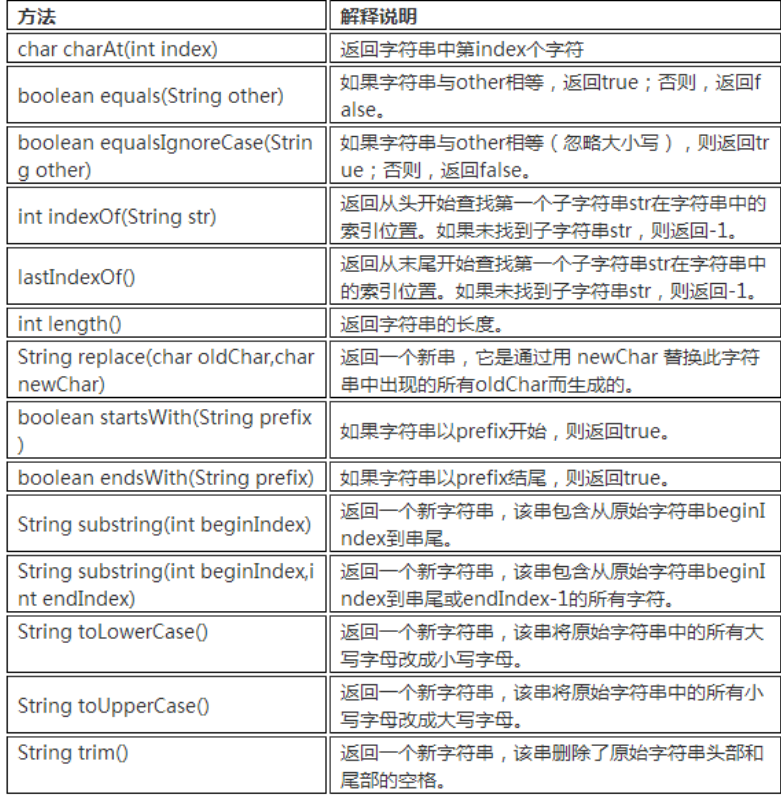 方法
解释说明
char charAt(int index)
返回字符串中第index个字符
boolean equals(String other)
如果字符串与other相等，返回true；否则，返回f
alse。
boolean equalsIgnoreCase(Strin
g other)
如果字符串与other相等（忽略大小写），则返回tr
ue；否则，返回false。
int indexOf(String str)
返回从头开始查找第一个子字符串str在字符串中的
索引位置。如果未找到子字符串str，则返回-1。
lastIndexOf()
返回从末尾开始查找第一个子字符串str在字符串中
的索引位置。如果未找到子字符串str，则返回-1。
int length()
返回字符串的长度。
String replace(char oldChar,char
newChar)
返回一个新串，它是通过用 newChar 替换此字符
串中出现的所有oldChar而生成的。
boolean startsWith(String prefix
)
如果字符串以prefix开始，则返回true。
boolean endsWith(String prefix)
如果字符串以prefix结尾，则返回true。
String substring(int beginIndex)
返回一个新字符串，该串包含从原始字符串beginI
ndex到串尾。
String substring(int beginIndex,i
nt endIndex)
返回一个新字符串，该串包含从原始字符串beginI
ndex到串尾或endIndex-1的所有字符。
String toLowerCase()
返回一个新字符串，该串将原始字符串中的所有大
写字母改成小写字母。
String toUpperCase()
返回一个新字符串，该串将原始字符串中的所有小
写字母改成大写字母。
String trim()
返回一个新字符串，该串删除了原始字符串头部和
尾部的空格。